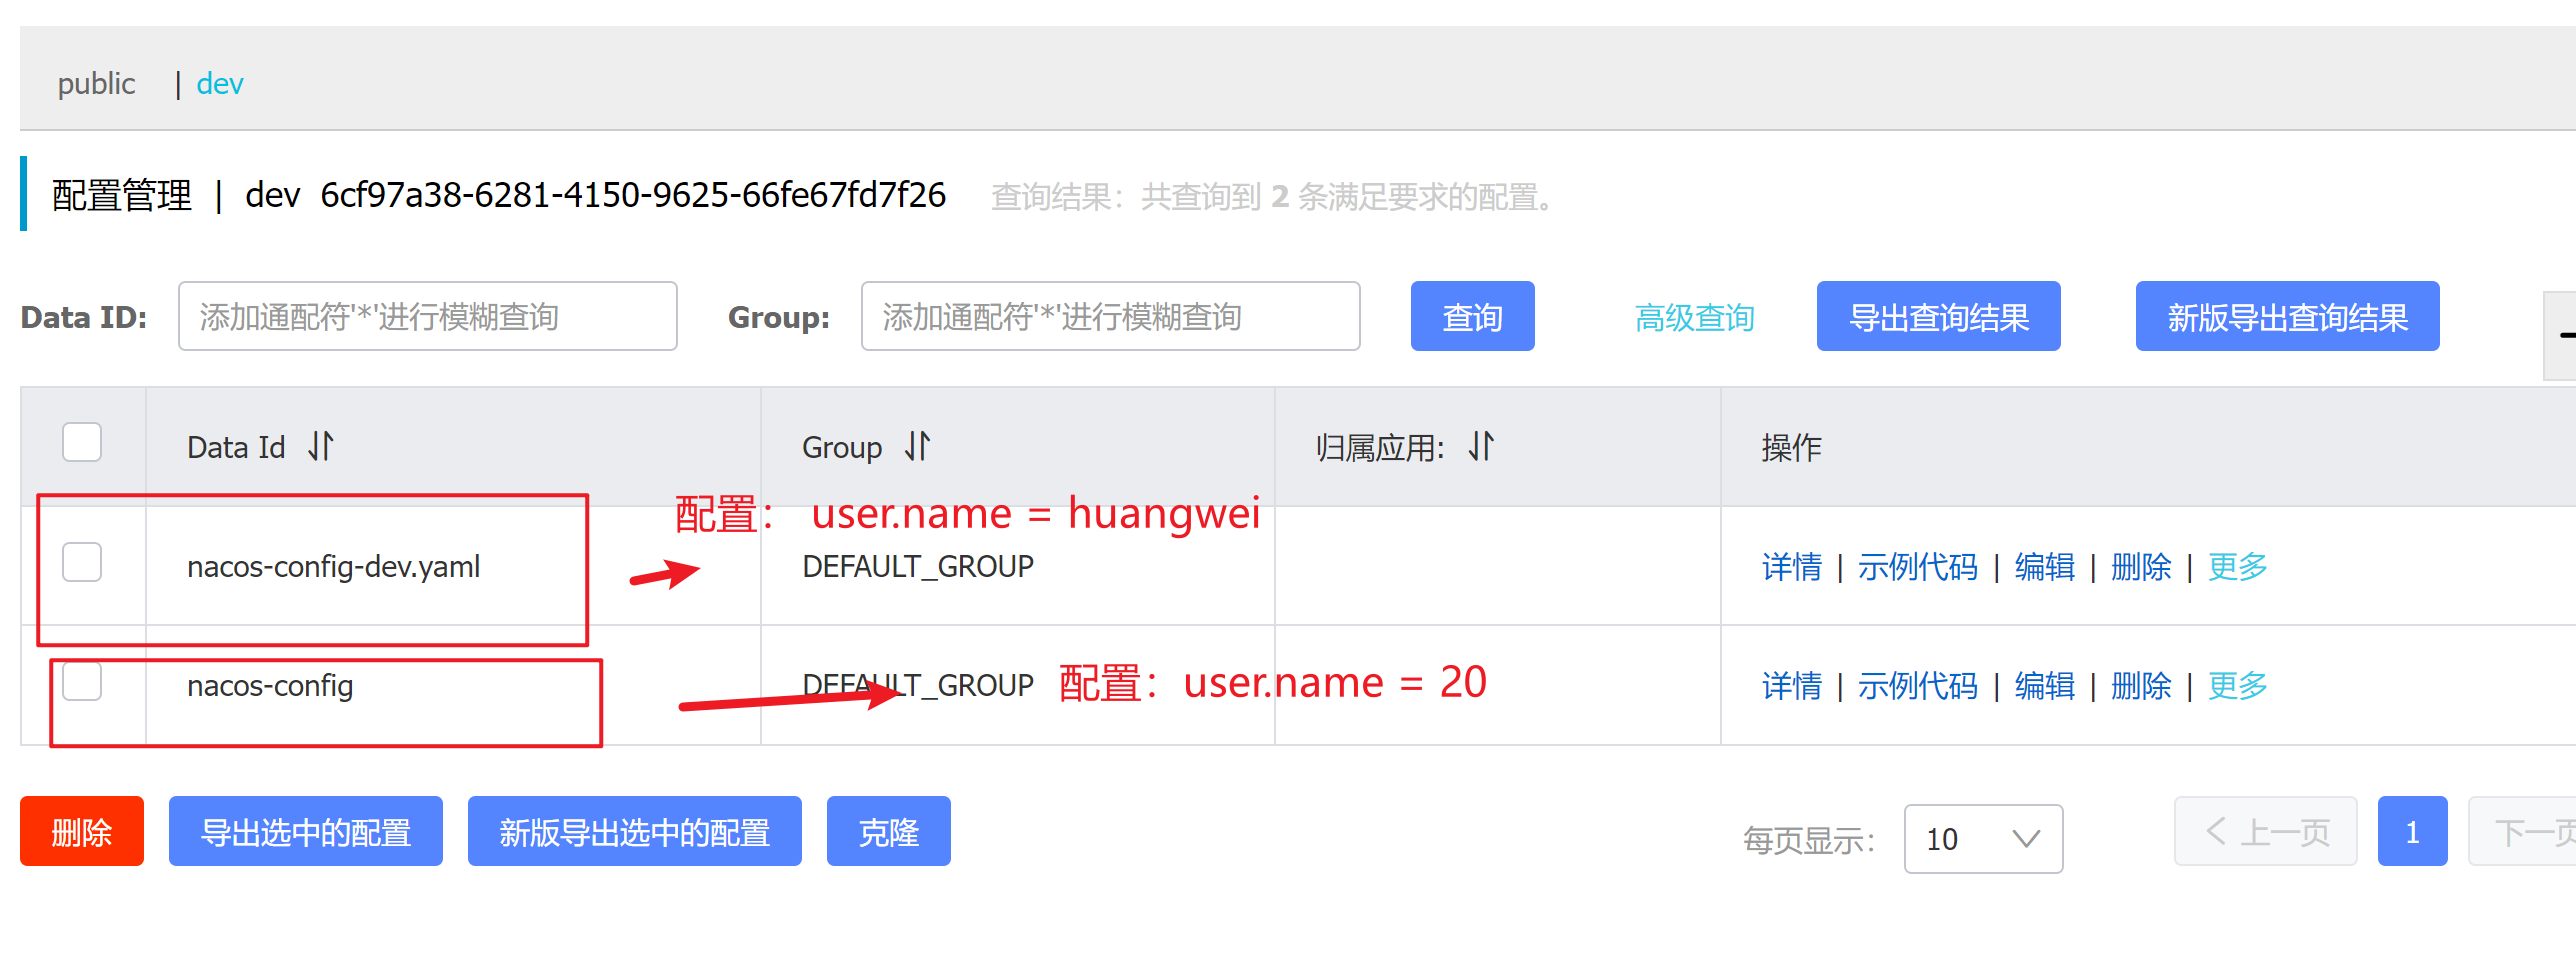 public | dev
配置管理 | dev 6cf97a38-6281-4150-9625-66fe67fd7f26 查询结果：共查询到 2 条满足要求的配置。
Data ID: 添加通配符'*'进行模糊查询 Group: 添加通配符'*'进行模糊查询 查询 高级查询 导出查询结果 新版导出查询结果
Data Id Group 归属应用: 操作
配置： user.name = huangwei
nacos-config-dev.yaml DEFAULT_GROUP 详情 | 示例代码 | 编辑 | 删除 | 更多
nacos-config DEFAULT_GROUP 配置：user.name = 20 详情 | 示例代码 | 编辑 | 删除 | 更多
删除 导出选中的配置 新版导出选中的配置 克隆 每页显示： 10 上一页 1 下一页